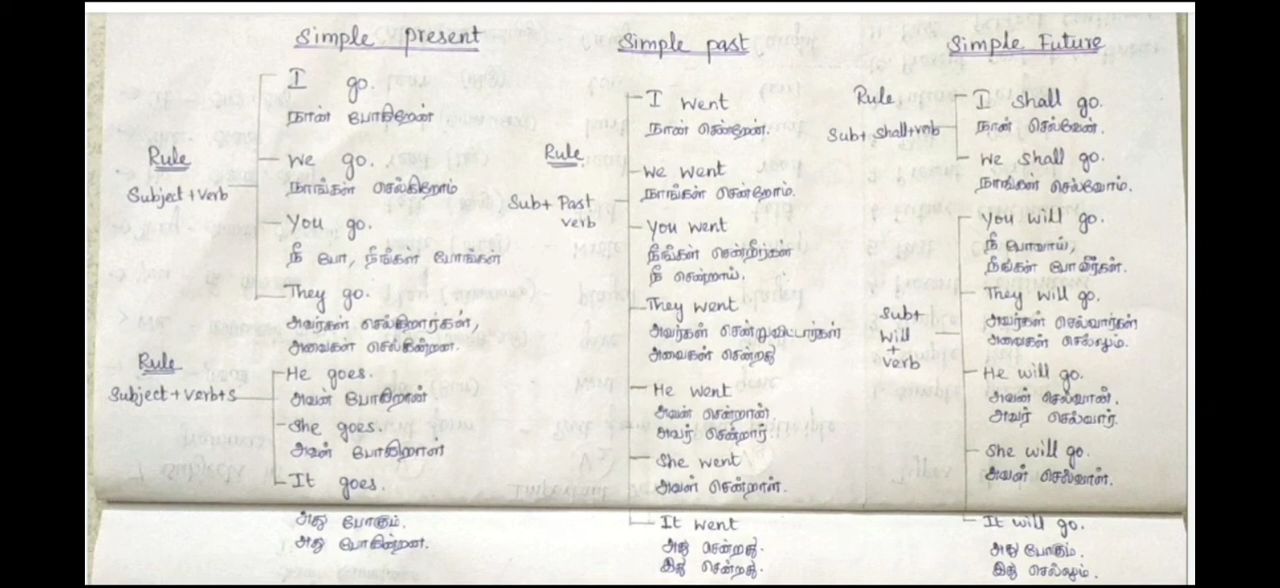 Simple present
I go.
நான் போகிறேன்
Rule
Subject + verb
We go.
நாங்கள் செல்கிறோம்
You go.
நீ போ, நீங்கள் போங்கள்
They go.
அவர்கள் செல்கிறார்கள்,
அவைகள் செல்கின்றன.
Rule
Subject + verb + s
He goes.
அவன் போகிறான்
She goes.
அவள் போகிறாள்
It goes.
அது போகும்.
அது போகின்றன.
Simple past
Rule
Sub + Past
verb
I went
நான் சென்றேன்.
We went
நாங்கள் சென்றோம்.
You went
நீங்கள் சென்றீர்கள்
நீ சென்றாய்.
They went
அவர்கள் சென்றுவிட்டார்கள்
அவைகள் சென்றது
He went
அவன் சென்றான்,
அவர் சென்றார்
She went
அவள் சென்றாள்.
It went
அது சென்றது.
இது சென்றது.
Simple Future
Rule
Sub + Shall + verb
I shall go.
நான் செல்வேன்.
We shall go.
நாங்கள் செல்வோம்.
Sub +
will
+
verb
You will go.
நீ போவாய்,
நீங்கள் போவீர்கள்.
They will go.
அவர்கள் செல்வார்கள்
அவைகள் செல்லும்.
He will go.
அவன் செல்வான்.
அவர் செல்வார்.
She will go.
அவள் செல்வாள்.
It will go.
அது போகும்.
இது செல்லும்.